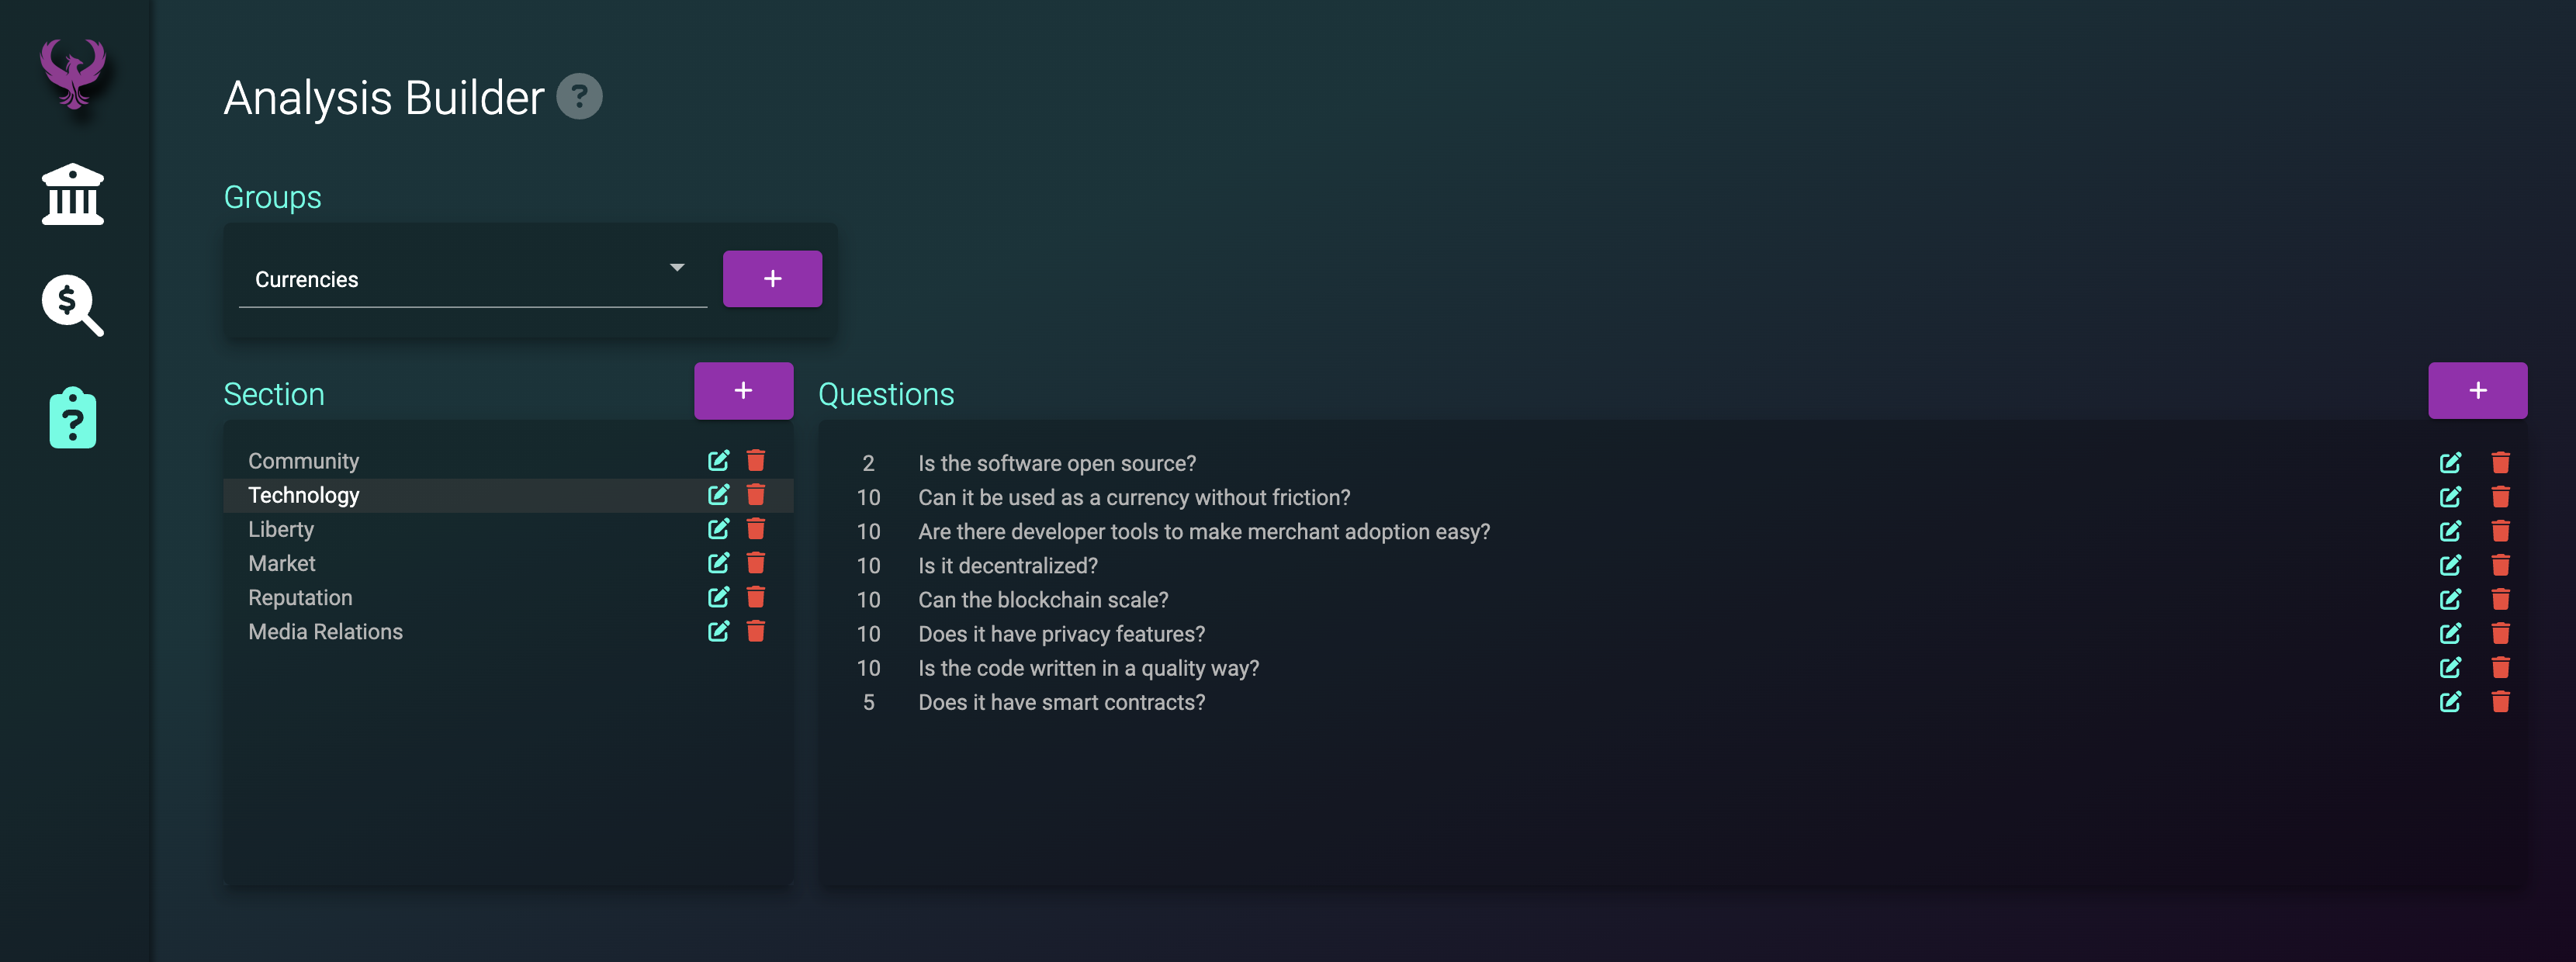 Analysis Builder ?
Groups
Currencies
+
Section
+
Community
Technology
Liberty
Market
Reputation
Media Relations
Questions
+
2 Is the software open source?
10 Can it be used as a currency without friction?
10 Are there developer tools to make merchant adoption easy?
10 Is it decentralized?
10 Can the blockchain scale?
10 Does it have privacy features?
10 Is the code written in a quality way?
5 Does it have smart contracts?